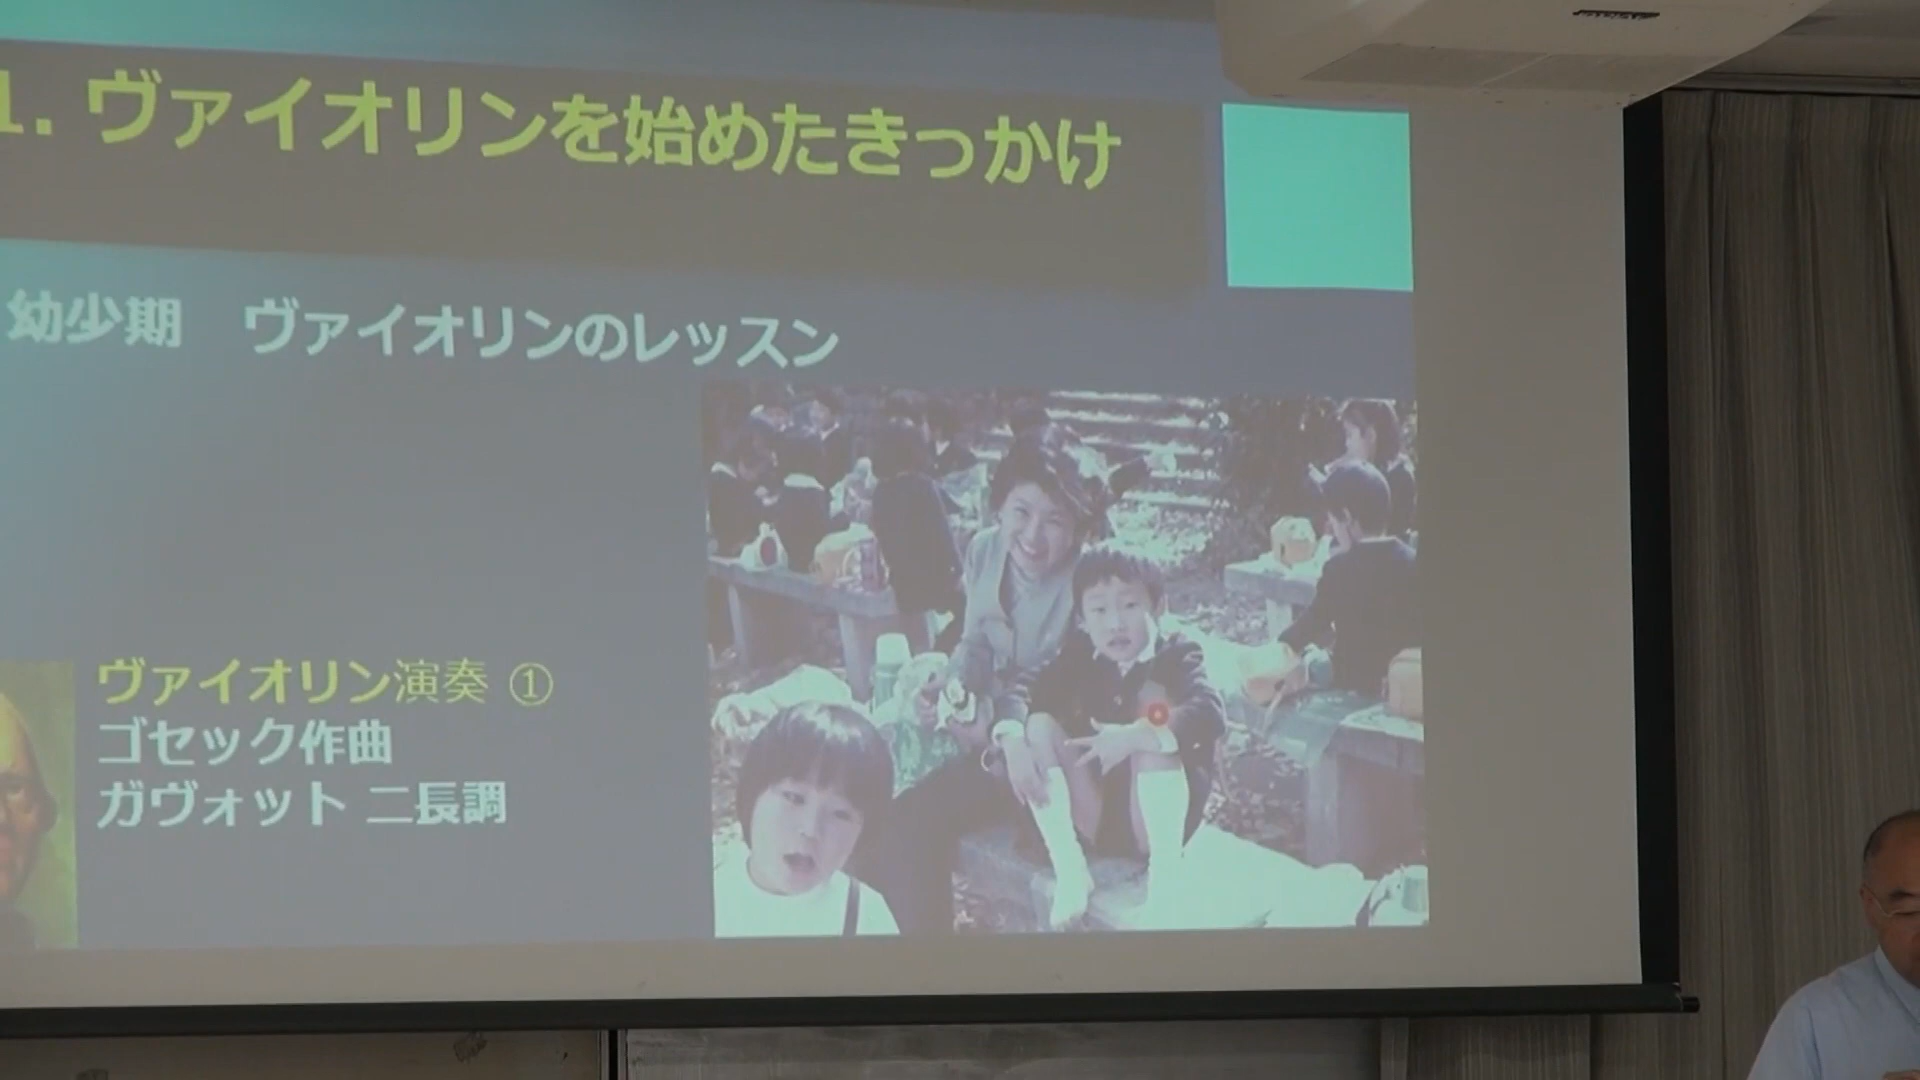 1. ヴァイオリンを始めたきっかけ
幼少期 ヴァイオリンのレッスン
ヴァイオリン演奏 ①
ゴセック作曲
ガヴォット 二長調